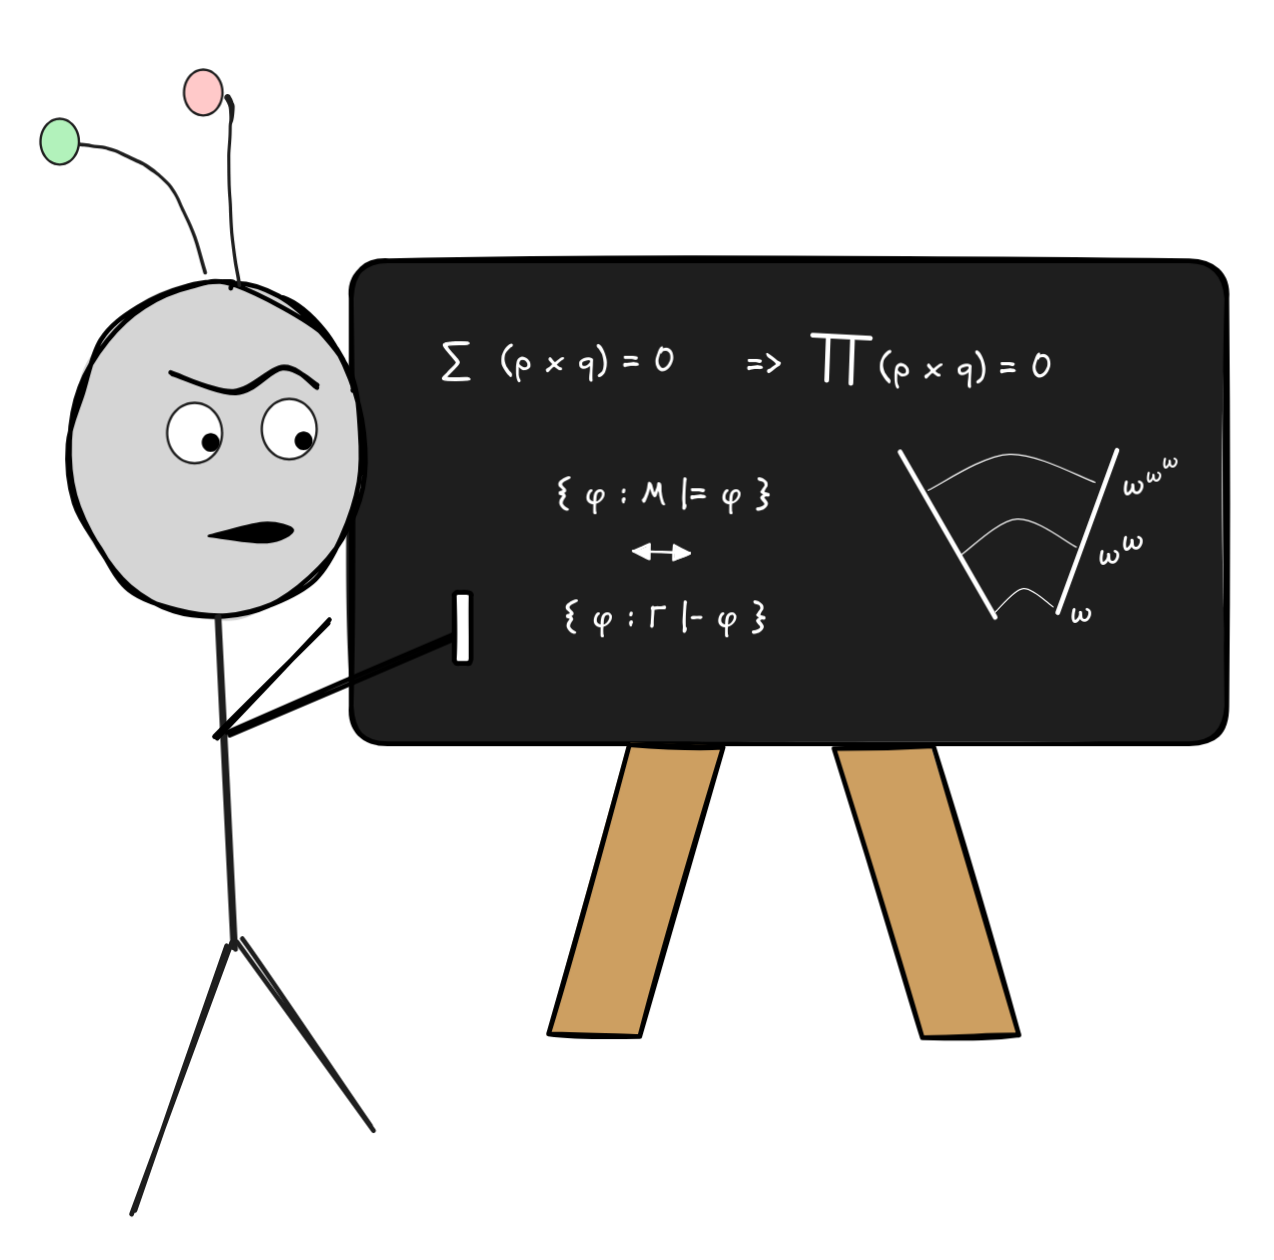 Σ (p x q) = 0 => ∏ (p x q) = 0
{ φ : M |= φ }
↔
{ φ : Γ |- φ }
ω^ω^ω
ω^ω
ω